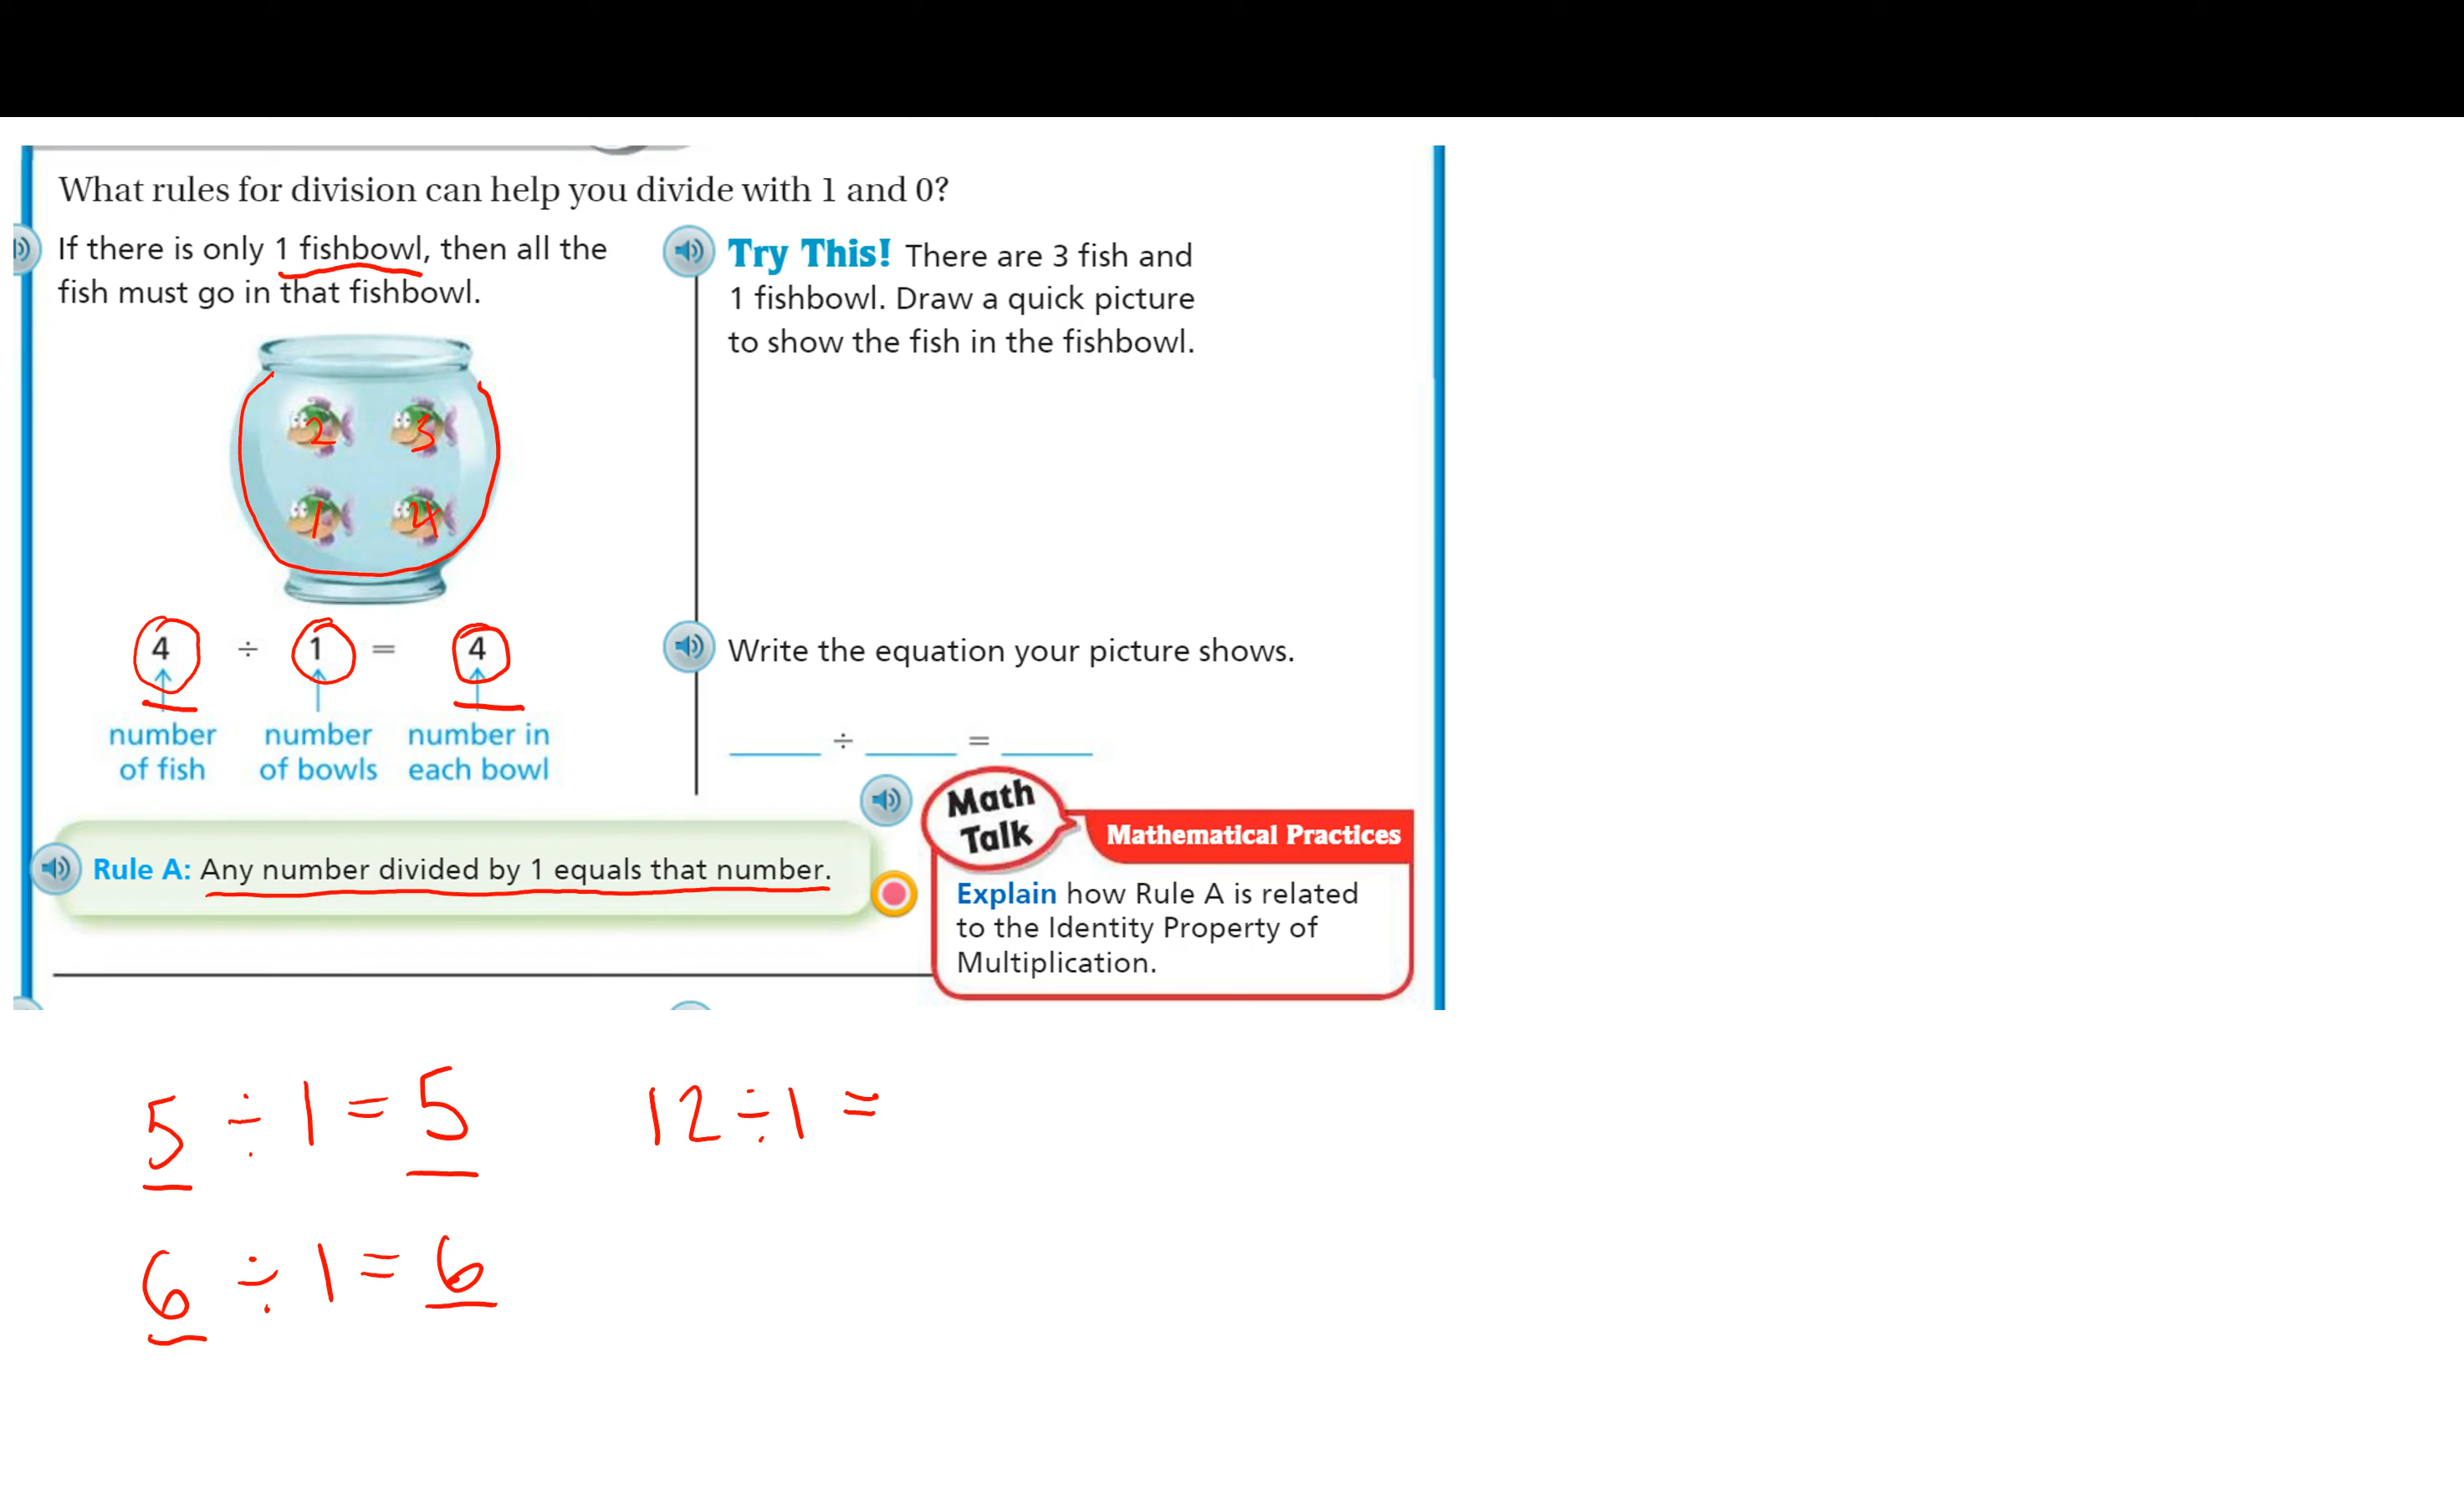 What rules for division can help you divide with 1 and 0?
If there is only 1 fishbowl, then all the
fish must go in that fishbowl.
2 3
1 4
4 ÷ 1 = 4
number of fish
number of bowls
number in each bowl
Try This! There are 3 fish and
1 fishbowl. Draw a quick picture
to show the fish in the fishbowl.
Write the equation your picture shows.
____ ÷ ____ = ____
Rule A: Any number divided by 1 equals that number.
Math
Talk
Mathematical Practices
Explain how Rule A is related
to the Identity Property of
Multiplication.
5 ÷ 1 = 5
12 ÷ 1 =
6 ÷ 1 = 6